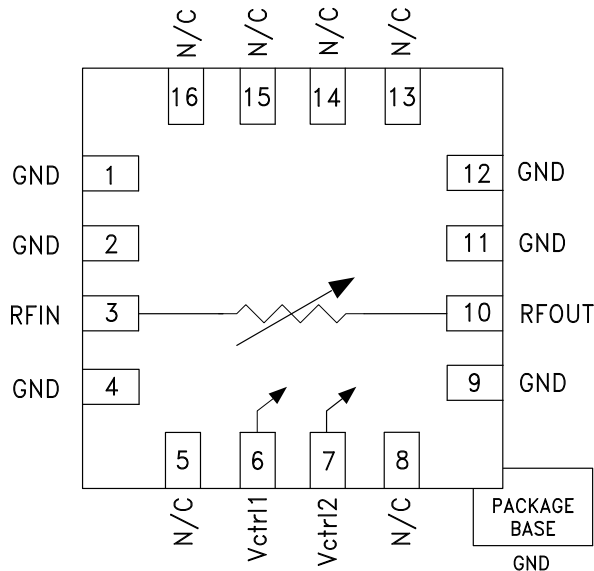 N/C N/C N/C N/C
16 15 14 13
GND 1 12 GND
GND 2 11 GND
RFIN 3 10 RFOUT
GND 4 9 GND
5 6 7 8
N/C Vctrl1 Vctrl2 N/C
PACKAGE
BASE
GND